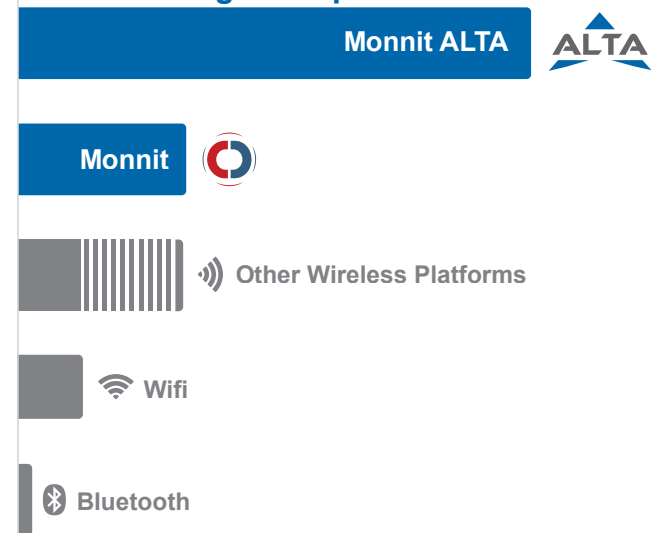 Monnit ALTA
ALTA
Monnit
Other Wireless Platforms
Wifi
Bluetooth